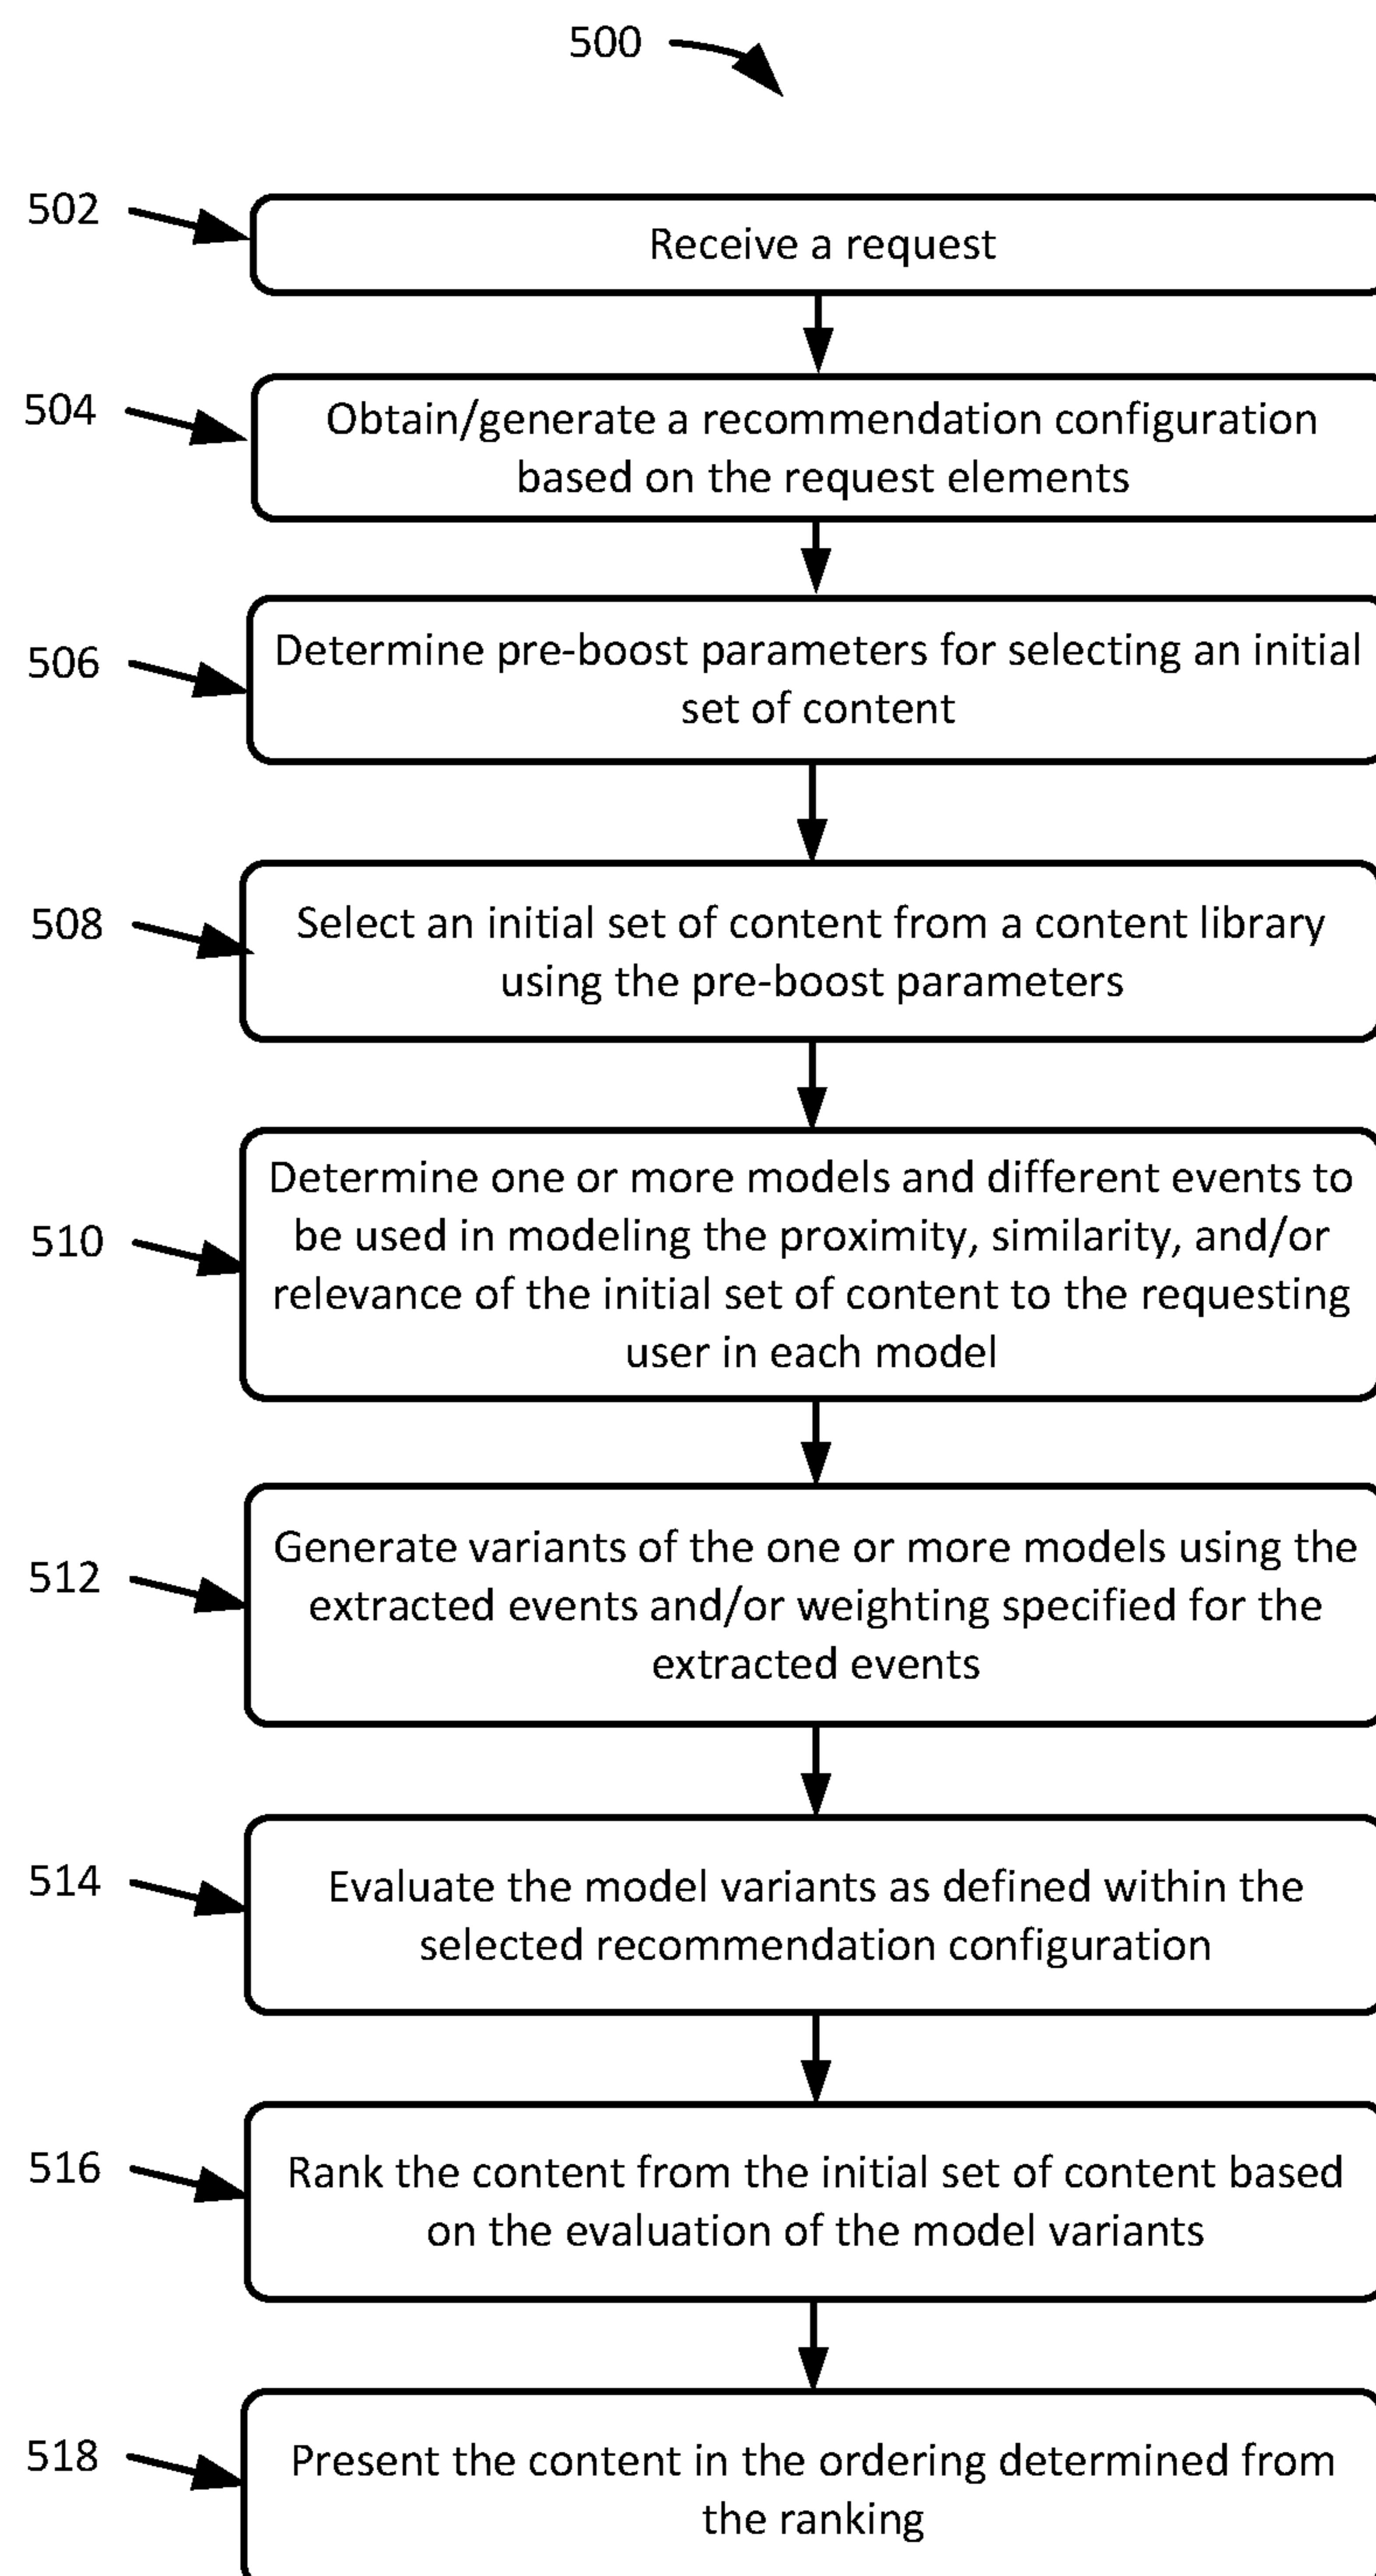 500
502
Receive a request
504
Obtain/generate a recommendation configuration
based on the request elements
506
Determine pre-boost parameters for selecting an initial
set of content
508
Select an initial set of content from a content library
using the pre-boost parameters
510
Determine one or more models and different events to
be used in modeling the proximity, similarity, and/or
relevance of the initial set of content to the requesting
user in each model
512
Generate variants of the one or more models using the
extracted events and/or weighting specified for the
extracted events
514
Evaluate the model variants as defined within the
selected recommendation configuration
516
Rank the content from the initial set of content based
on the evaluation of the model variants
518
Present the content in the ordering determined from
the ranking